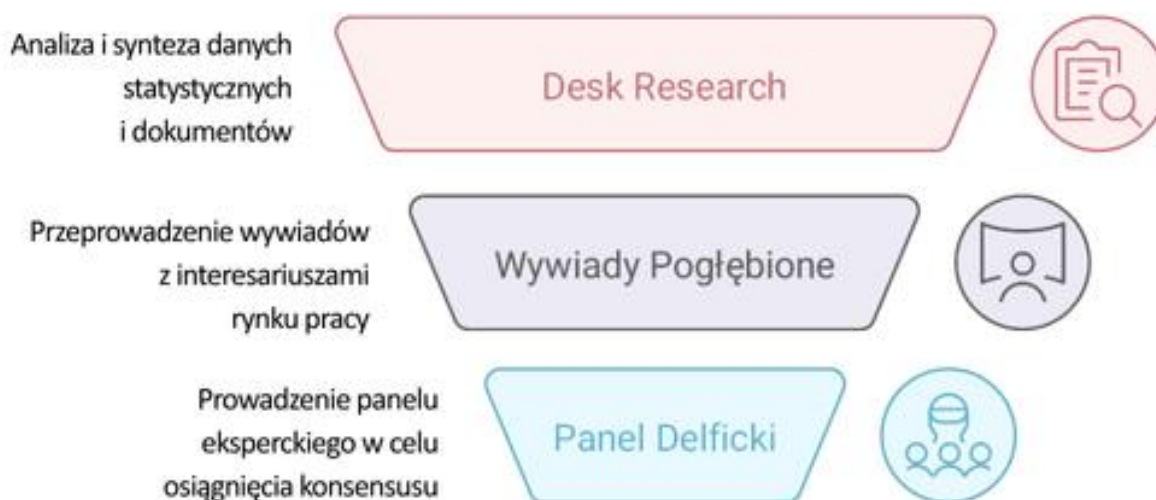 Analiza i synteza danych
statystycznych
i dokumentów
Desk Research
Przeprowadzenie wywiadów
z interesariuszami
rynku pracy
Wywiady Pogłębione
Prowadzenie panelu
eksperckiego w celu
osiągnięcia konsensusu
Panel Delficki